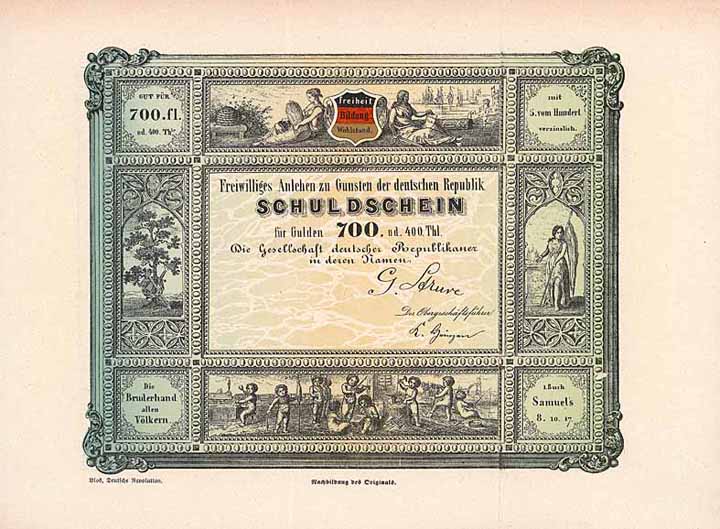 GUT FÜR
700.fl.
od. 400. Thl.
freiheit
Bildung
Wohlstand.
mit
5. vom Hundert
verzinslich.
Freiwilliges Anlehen zu Gunsten der deutschen Republik
SCHULDSCHEIN
für Gulden 700. od. 400. Thl.
Die Gesellschaft deutscher Republikaner
in deren Namen.
G. Struve
Der Obergeschäftsführer
K.
Die
Bruderhand
allen
Völkern
1. Buch
Samuels
8. 10. 17.
Blos, Deutsche Revolution.
Nachbildung des Originals.